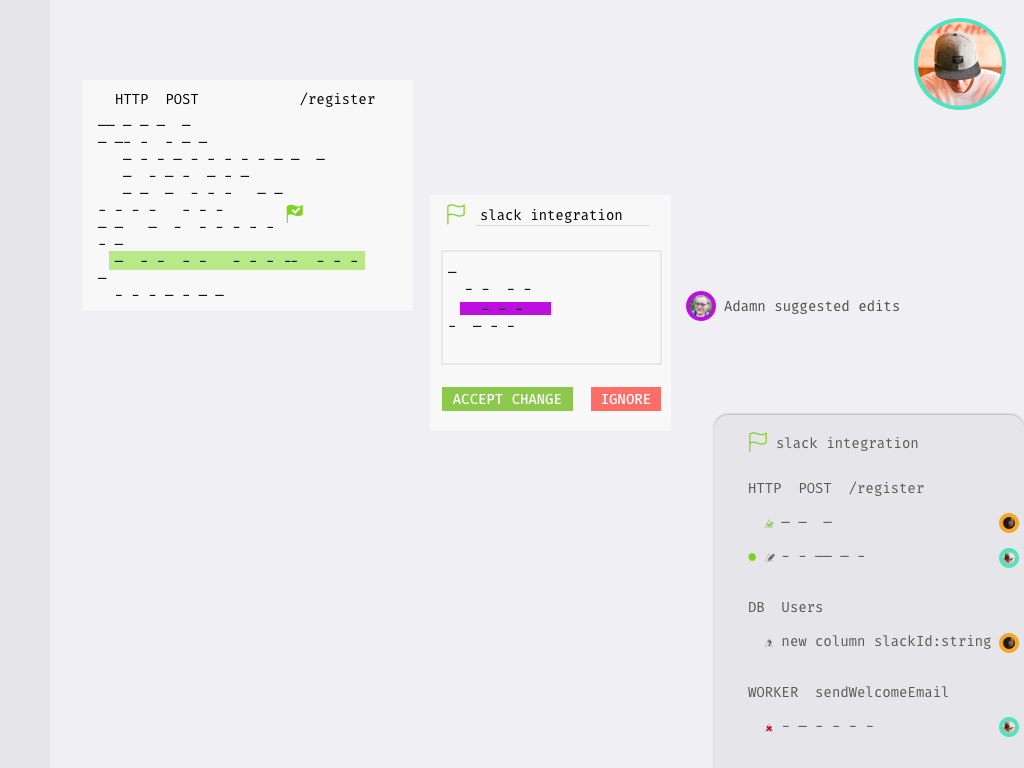 HTTP POST /register
slack integration
Adamn suggested edits
ACCEPT CHANGE IGNORE
slack integration
HTTP POST /register
DB Users
new column slackId:string
WORKER sendWelcomeEmail